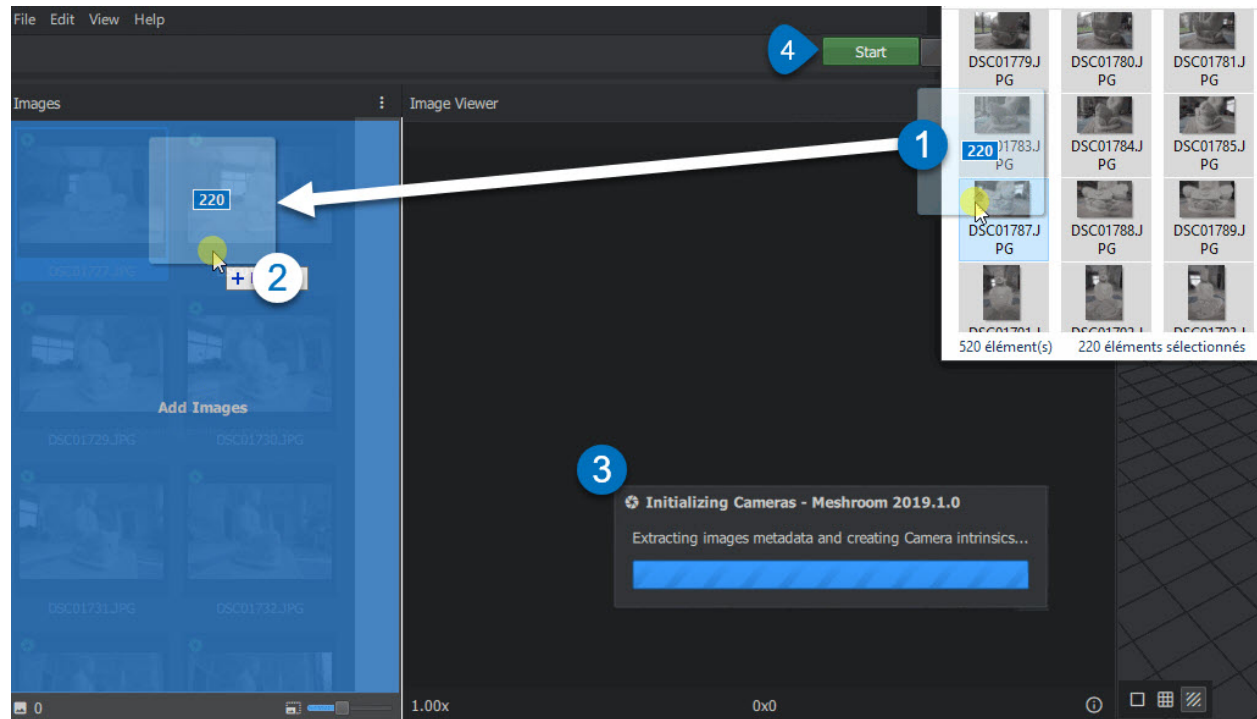 File Edit View Help
4
Start
Images
Image Viewer
DSC01779.J
PG
DSC01780.J
PG
DSC01781.J
PG
1
220
01783.J
PG
DSC01784.J
PG
DSC01785.J
PG
DSC01787.J
PG
DSC01788.J
PG
DSC01789.J
PG
520 élément(s) 220 éléments sélectionnés
220
DSC01727.JPG
+
2
Add Images
DSC01729.JPG
DSC01730.JPG
DSC01731.JPG
DSC01732.JPG
3
Initializing Cameras - Meshroom 2019.1.0
Extracting images metadata and creating Camera intrinsics...
0
1.00x
0x0